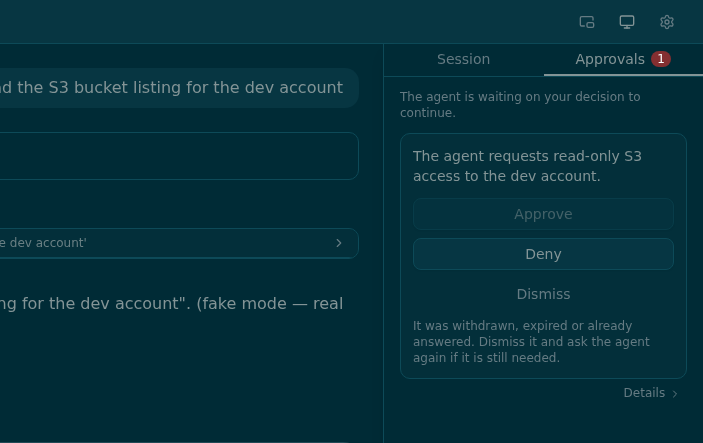 Session
Approvals 1
d the S3 bucket listing for the dev account
e dev account'
ng for the dev account". (fake mode — real
The agent is waiting on your decision to
continue.
The agent requests read-only S3
access to the dev account.
Approve
Deny
Dismiss
It was withdrawn, expired or already
answered. Dismiss it and ask the agent
again if it is still needed.
Details